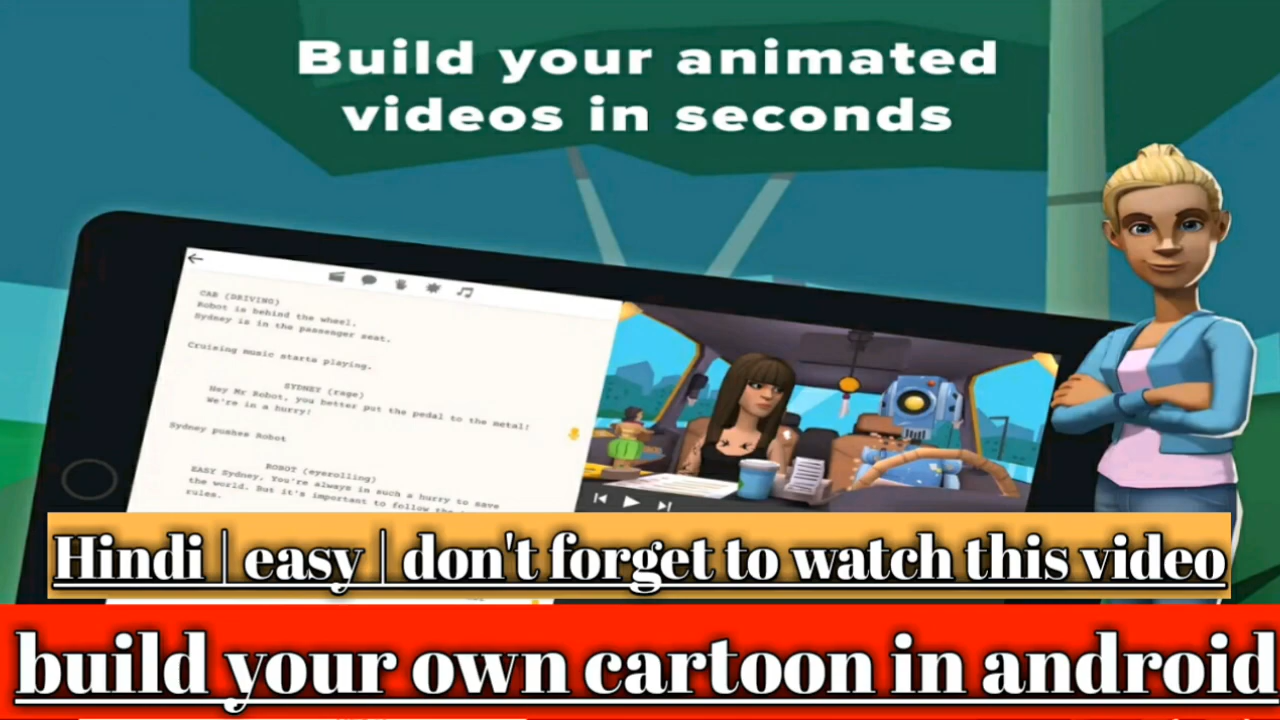 Build your animated
videos in seconds
CAR (DRIVING)
Robot is behind the wheel,
Sydney is in the passenger seat.
Cruising music starts playing.
SYDNEY (rage)
Hey Mr Robot, you better put the pedal to the metal!
We're in a hurry!
Sydney pushes Robot
ROBOT (eyerolling)
EASY Sydney, You're always in such a hurry to save
the world. But it's important to follow the
rules.
Hindi | easy | don't forget to watch this video
build your own cartoon in android